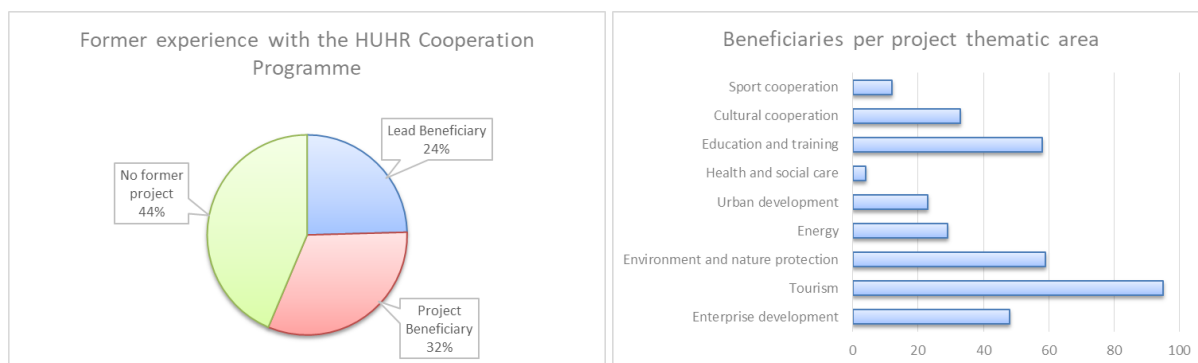 Former experience with the HUHR Cooperation
Programme
Lead Beneficiary
24%
No former
project
44%
Project
Beneficiary
32%
Beneficiaries per project thematic area
Sport cooperation
Cultural cooperation
Education and training
Health and social care
Urban development
Energy
Environment and nature protection
Tourism
Enterprise development
0 20 40 60 80 100